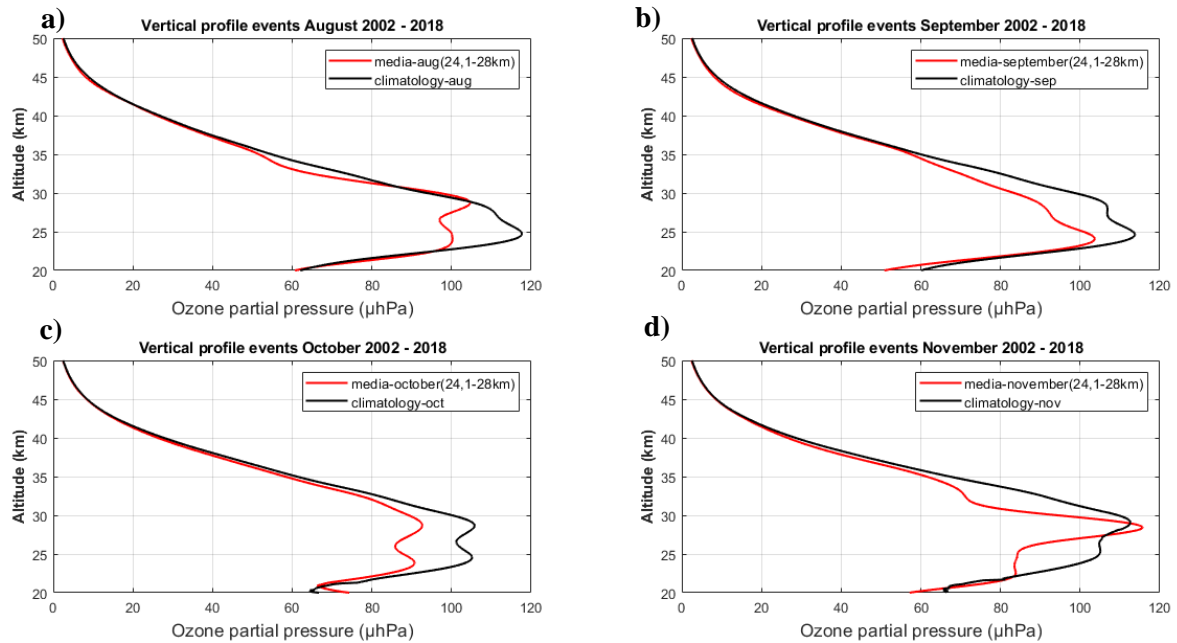 a)
Vertical profile events August 2002 - 2018
50
45
40
35
30
25
20
Altitude (km)
media-aug(24,1-28km)
climatology-aug
0 20 40 60 80 100 120
Ozone partial pressure (µhPa)
b)
Vertical profile events September 2002 - 2018
50
45
40
35
30
25
20
Altitude (km)
media-september(24,1-28km)
climatology-sep
0 20 40 60 80 100 120
Ozone partial pressure (µhPa)
c)
Vertical profile events October 2002 - 2018
50
45
40
35
30
25
20
Altitude (km)
media-october(24,1-28km)
climatology-oct
0 20 40 60 80 100 120
Ozone partial pressure (µhPa)
d)
Vertical profile events November 2002 - 2018
50
45
40
35
30
25
20
Altitude (km)
media-november(24,1-28km)
climatology-nov
0 20 40 60 80 100 120
Ozone partial pressure (µhPa)